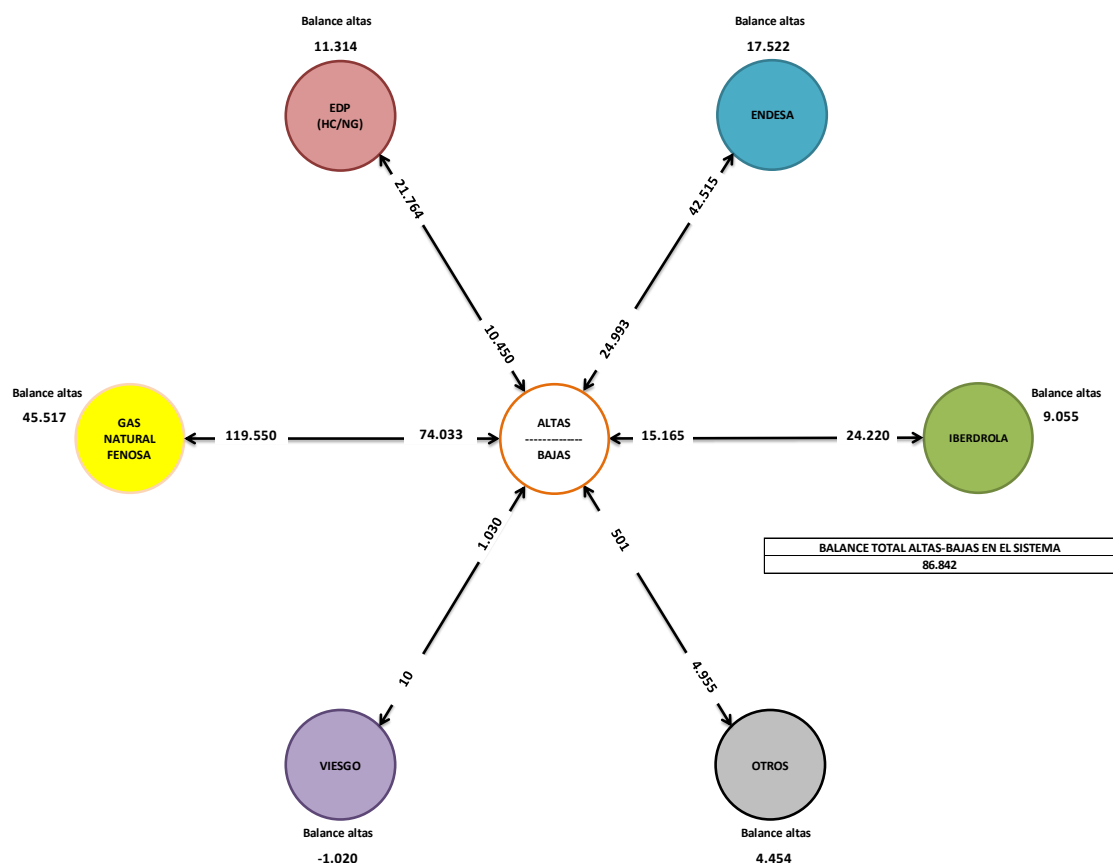 Balance altas
11.314
Balance altas
17.522
EDP
(HC/NG)
ENDESA
21.764
42.515
10.450
24.993
Balance altas
45.517
GAS
NATURAL
FENOSA
119.550
74.033
ALTAS
---------------
BAJAS
15.165
24.220
IBERDROLA
Balance altas
9.055
1.030
501
BALANCE TOTAL ALTAS-BAJAS EN EL SISTEMA
86.842
10
4.955
VIESGO
OTROS
Balance altas
-1.020
Balance altas
4.454